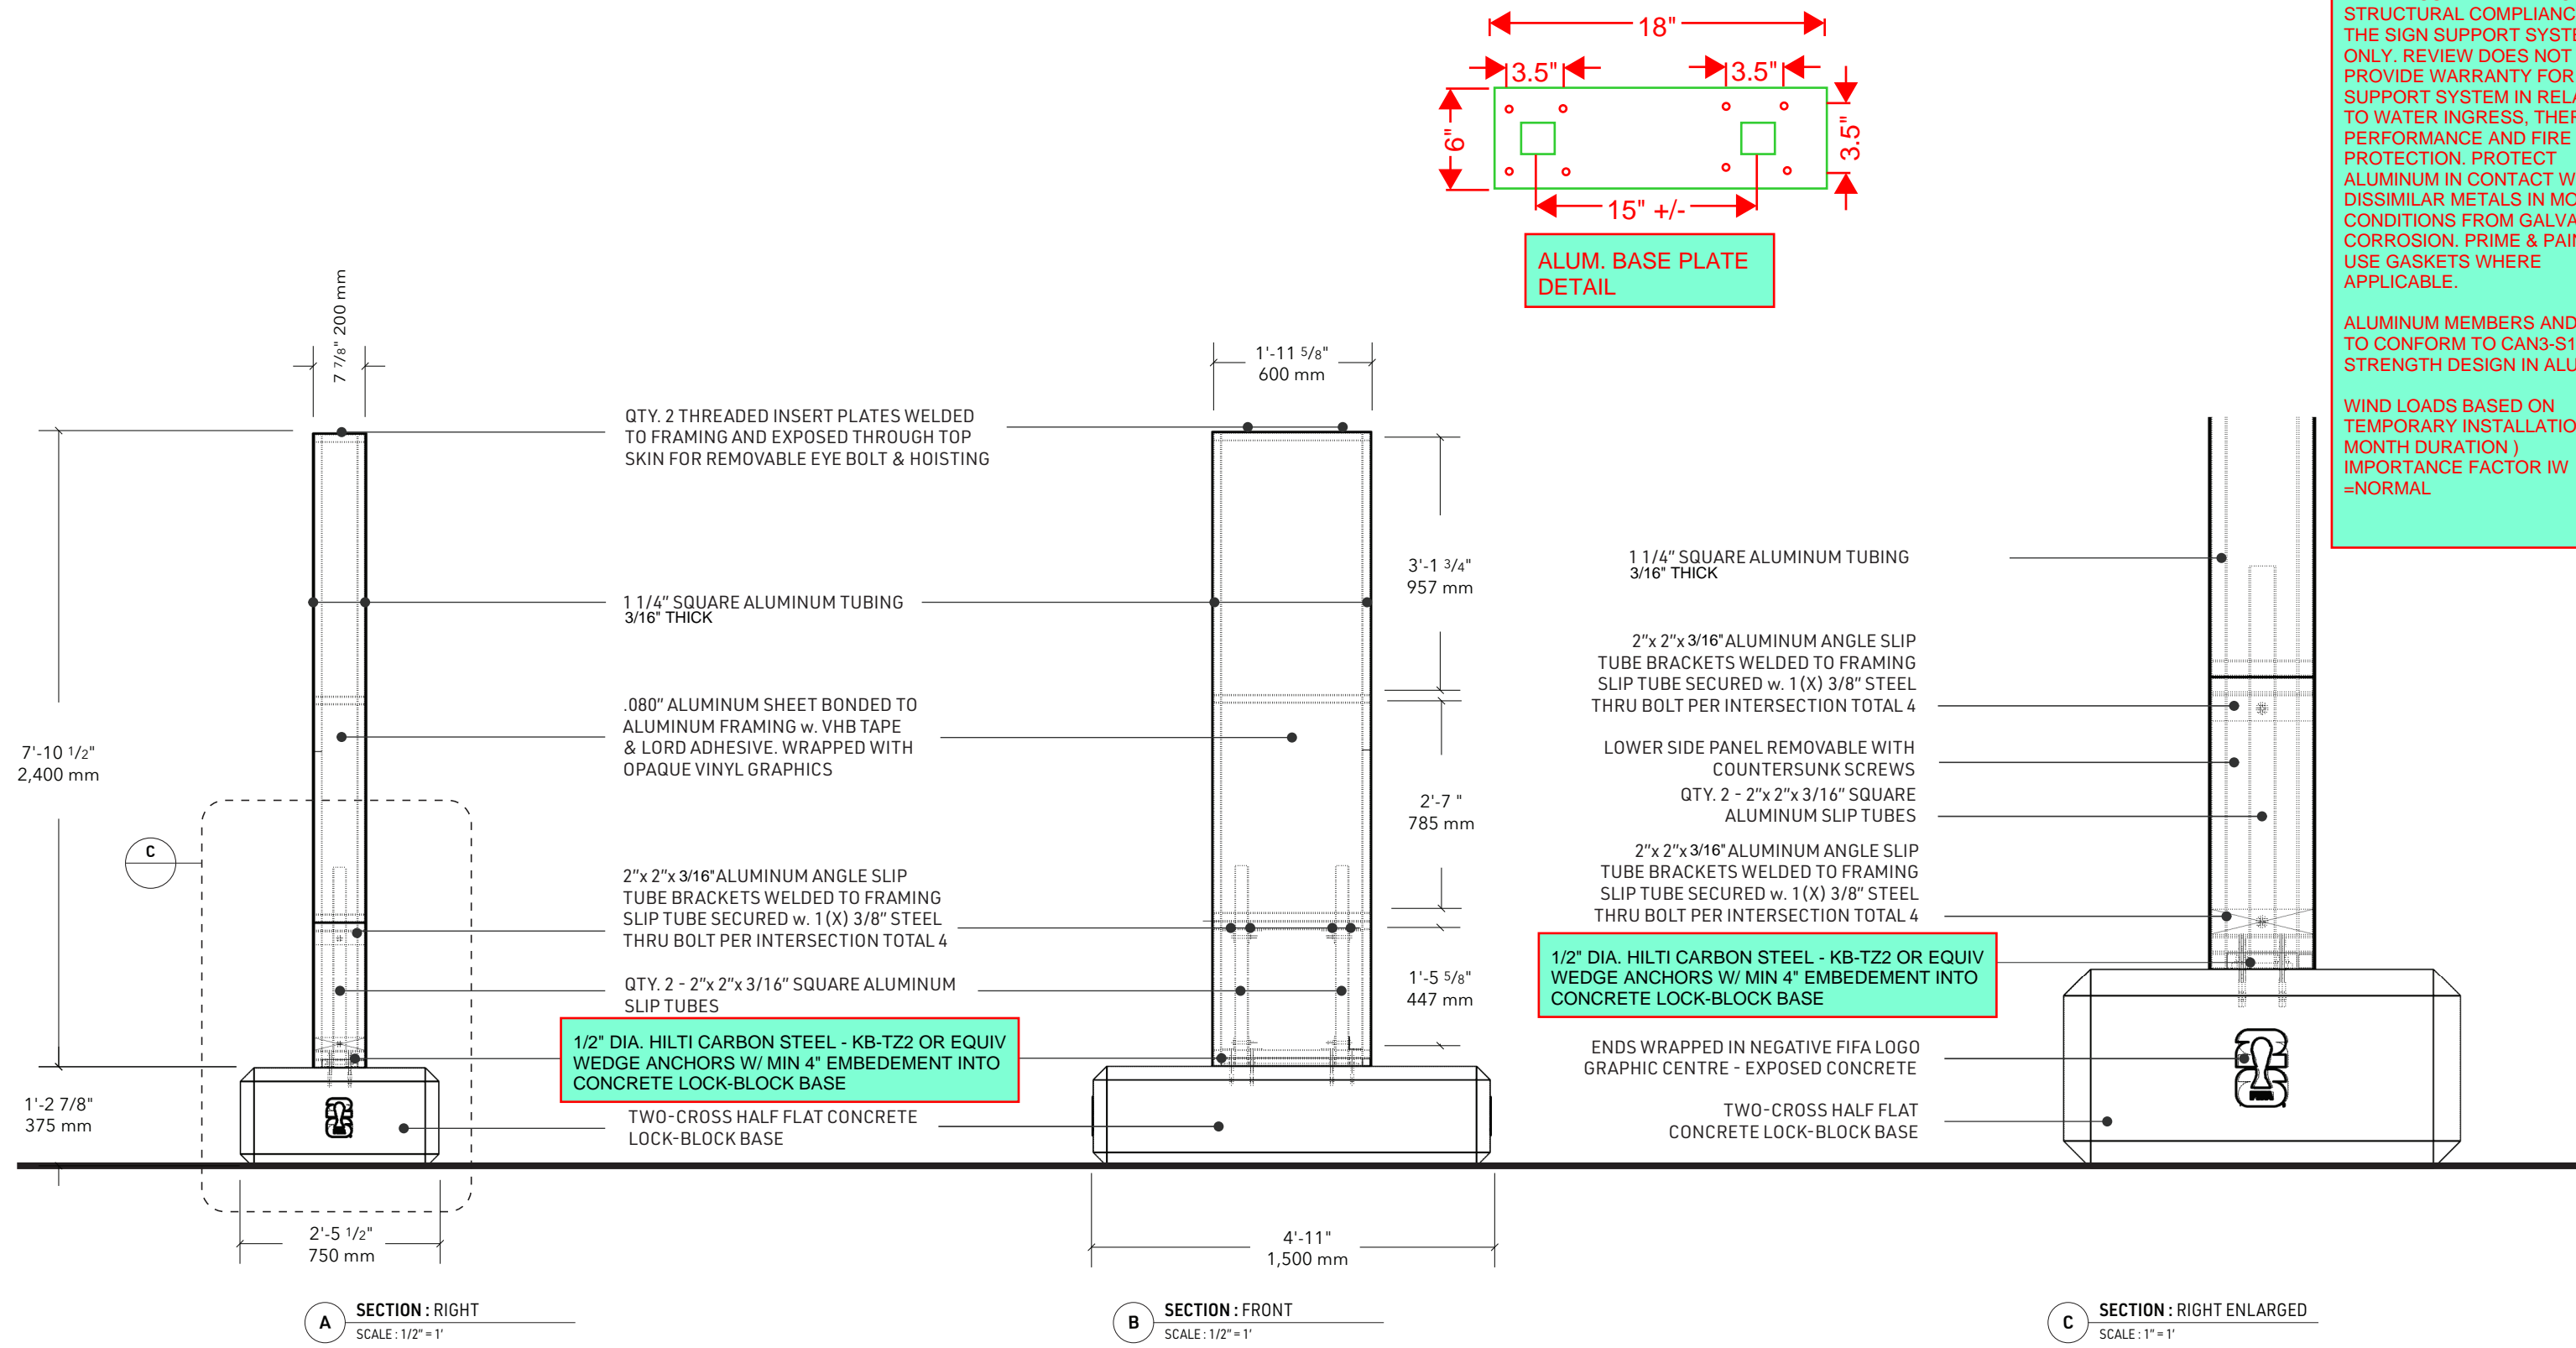 18"
3.5"
3.5"
6"
3.5"
15" +/-
ALUM. BASE PLATE
DETAIL
STRUCTURAL COMPLIANC
THE SIGN SUPPORT SYSTE
ONLY. REVIEW DOES NOT
PROVIDE WARRANTY FOR
SUPPORT SYSTEM IN RELA
TO WATER INGRESS, THER
PERFORMANCE AND FIRE
PROTECTION. PROTECT
ALUMINUM IN CONTACT W
DISSIMILAR METALS IN MO
CONDITIONS FROM GALVA
CORROSION. PRIME & PAIN
USE GASKETS WHERE
APPLICABLE.
ALUMINUM MEMBERS AND
TO CONFORM TO CAN3-S1
STRENGTH DESIGN IN ALU
WIND LOADS BASED ON
TEMPORARY INSTALLATIO
MONTH DURATION )
IMPORTANCE FACTOR IW
=NORMAL
7 7/8" 200 mm
7'-10 1/2"
2,400 mm
1'-2 7/8"
375 mm
C
2'-5 1/2"
750 mm
QTY. 2 THREADED INSERT PLATES WELDED
TO FRAMING AND EXPOSED THROUGH TOP
SKIN FOR REMOVABLE EYE BOLT & HOISTING
1 1/4" SQUARE ALUMINUM TUBING
3/16" THICK
.080" ALUMINUM SHEET BONDED TO
ALUMINUM FRAMING w. VHB TAPE
& LORD ADHESIVE. WRAPPED WITH
OPAQUE VINYL GRAPHICS
2"x 2"x 3/16" ALUMINUM ANGLE SLIP
TUBE BRACKETS WELDED TO FRAMING
SLIP TUBE SECURED w. 1 (X) 3/8" STEEL
THRU BOLT PER INTERSECTION TOTAL 4
QTY. 2 - 2"x 2"x 3/16" SQUARE ALUMINUM
SLIP TUBES
1/2" DIA. HILTI CARBON STEEL - KB-TZ2 OR EQUIV
WEDGE ANCHORS W/ MIN 4" EMBEDEMENT INTO
CONCRETE LOCK-BLOCK BASE
TWO-CROSS HALF FLAT CONCRETE
LOCK-BLOCK BASE
1'-11 5/8"
600 mm
3'-1 3/4"
957 mm
2'-7 "
785 mm
1'-5 5/8"
447 mm
4'-11"
1,500 mm
1 1/4" SQUARE ALUMINUM TUBING
3/16" THICK
2"x 2"x 3/16" ALUMINUM ANGLE SLIP
TUBE BRACKETS WELDED TO FRAMING
SLIP TUBE SECURED w. 1 (X) 3/8" STEEL
THRU BOLT PER INTERSECTION TOTAL 4
LOWER SIDE PANEL REMOVABLE WITH
COUNTERSUNK SCREWS
QTY. 2 - 2"x 2"x 3/16" SQUARE
ALUMINUM SLIP TUBES
2"x 2"x 3/16" ALUMINUM ANGLE SLIP
TUBE BRACKETS WELDED TO FRAMING
SLIP TUBE SECURED w. 1 (X) 3/8" STEEL
THRU BOLT PER INTERSECTION TOTAL 4
1/2" DIA. HILTI CARBON STEEL - KB-TZ2 OR EQUIV
WEDGE ANCHORS W/ MIN 4" EMBEDEMENT INTO
CONCRETE LOCK-BLOCK BASE
ENDS WRAPPED IN NEGATIVE FIFA LOGO
GRAPHIC CENTRE - EXPOSED CONCRETE
TWO-CROSS HALF FLAT
CONCRETE LOCK-BLOCK BASE
A
SECTION : RIGHT
SCALE : 1/2" = 1'
B
SECTION : FRONT
SCALE : 1/2" = 1'
C
SECTION : RIGHT ENLARGED
SCALE : 1" = 1'